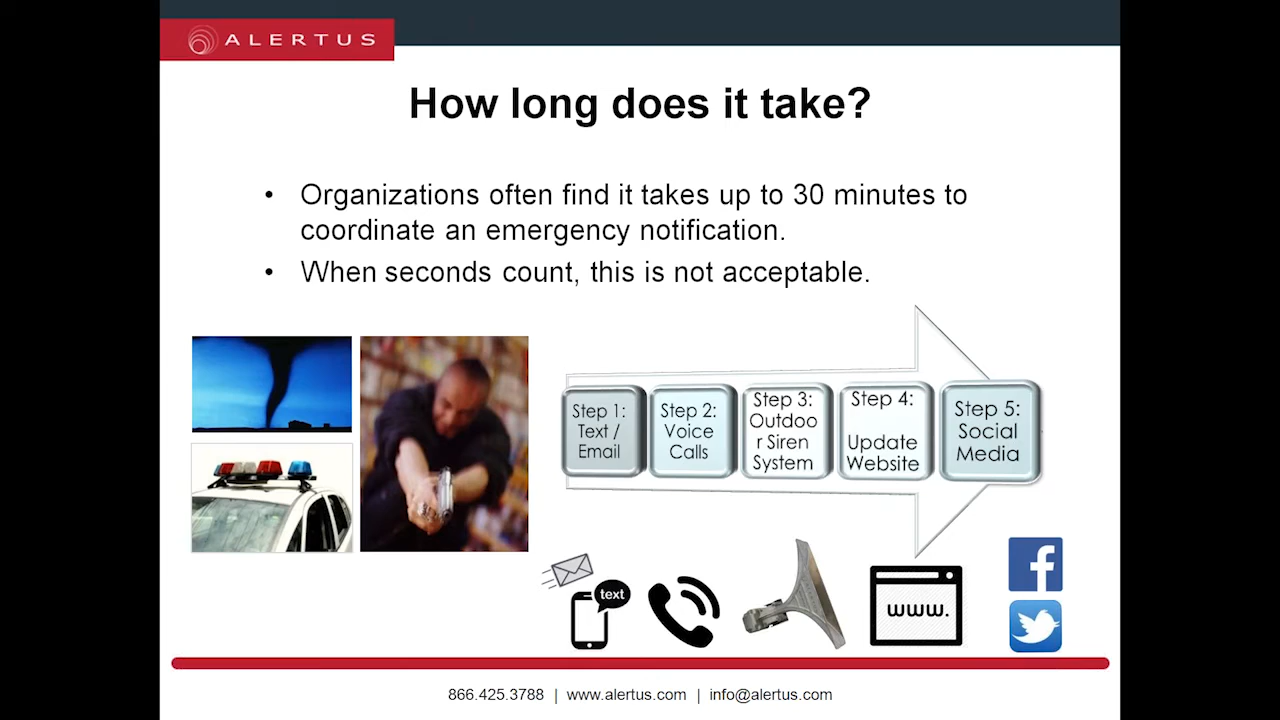 ALERTUS
How long does it take?
• Organizations often find it takes up to 30 minutes to
coordinate an emergency notification.
• When seconds count, this is not acceptable.
Step 1:
Text /
Email
Step 2:
Voice
Calls
Step 3:
Outdoo
r Siren
System
Step 4:
Update
Website
Step 5:
Social
Media
text
www.
866.425.3788 | www.alertus.com | info@alertus.com